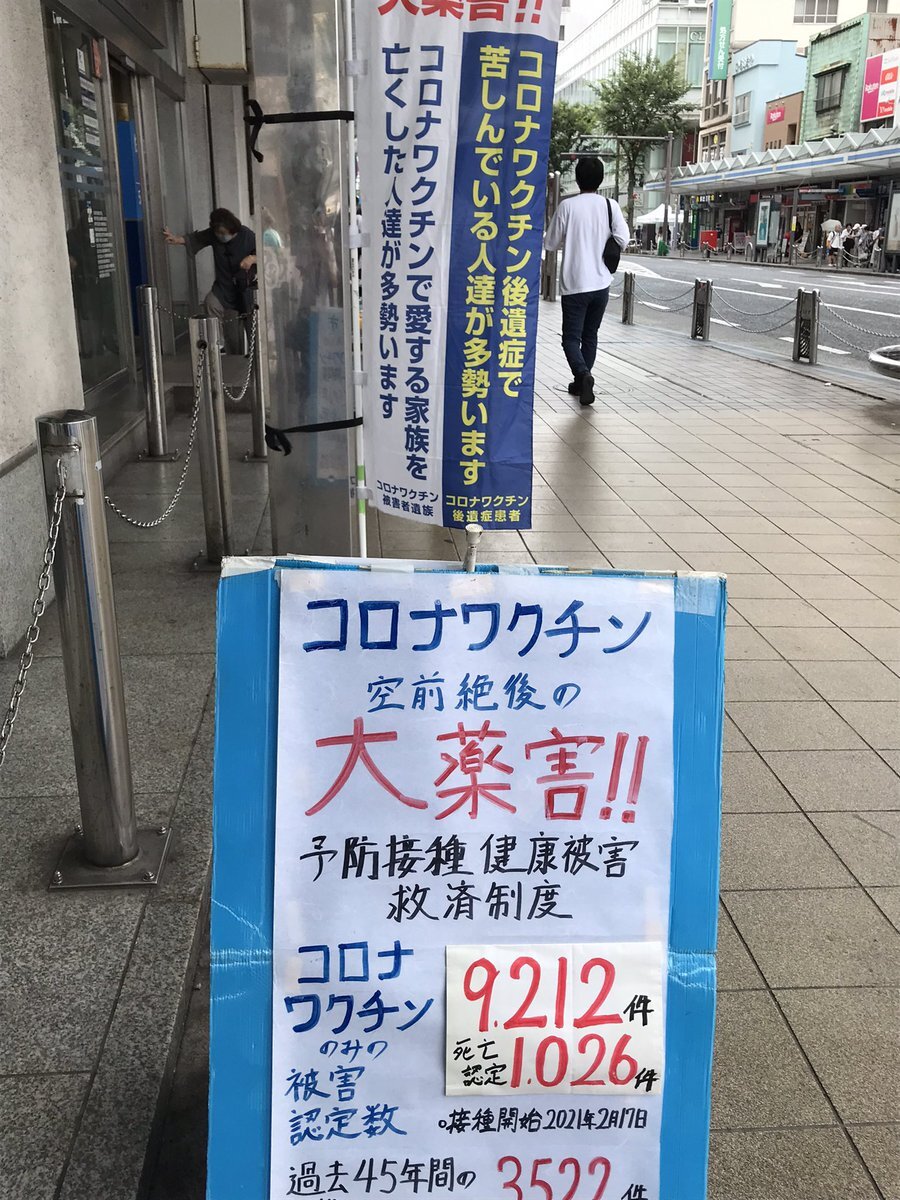 大薬害!!
コロナワクチン後遺症で
苦しんでいる人達が多勢います
コロナワクチン
後遺症患者
コロナワクチンで愛する家族を
亡くした人達が多勢います
コロナワクチン
被害者遺族
コロナワクチン
空前絶後の
大薬害!!
予防接種健康被害
救済制度
コロナ
ワクチン
のみの
被害
認定数
9.212件
死亡
認定1.026件
○接種開始2021年2月17日
過去45年間の
3522件
Rakuten